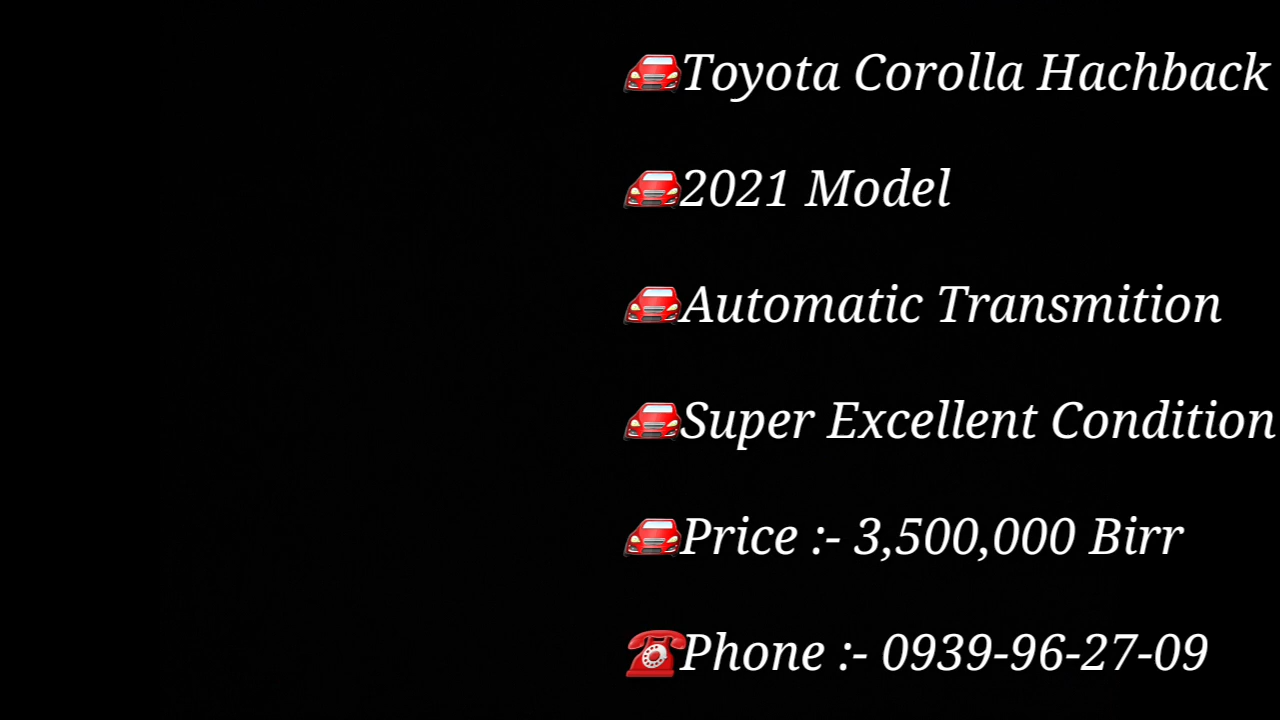 🚘Toyota Corolla Hachback
🚘2021 Model
🚘Automatic Transmition
🚘Super Excellent Condition
🚘Price :- 3,500,000 Birr
☎Phone :- 0939-96-27-09